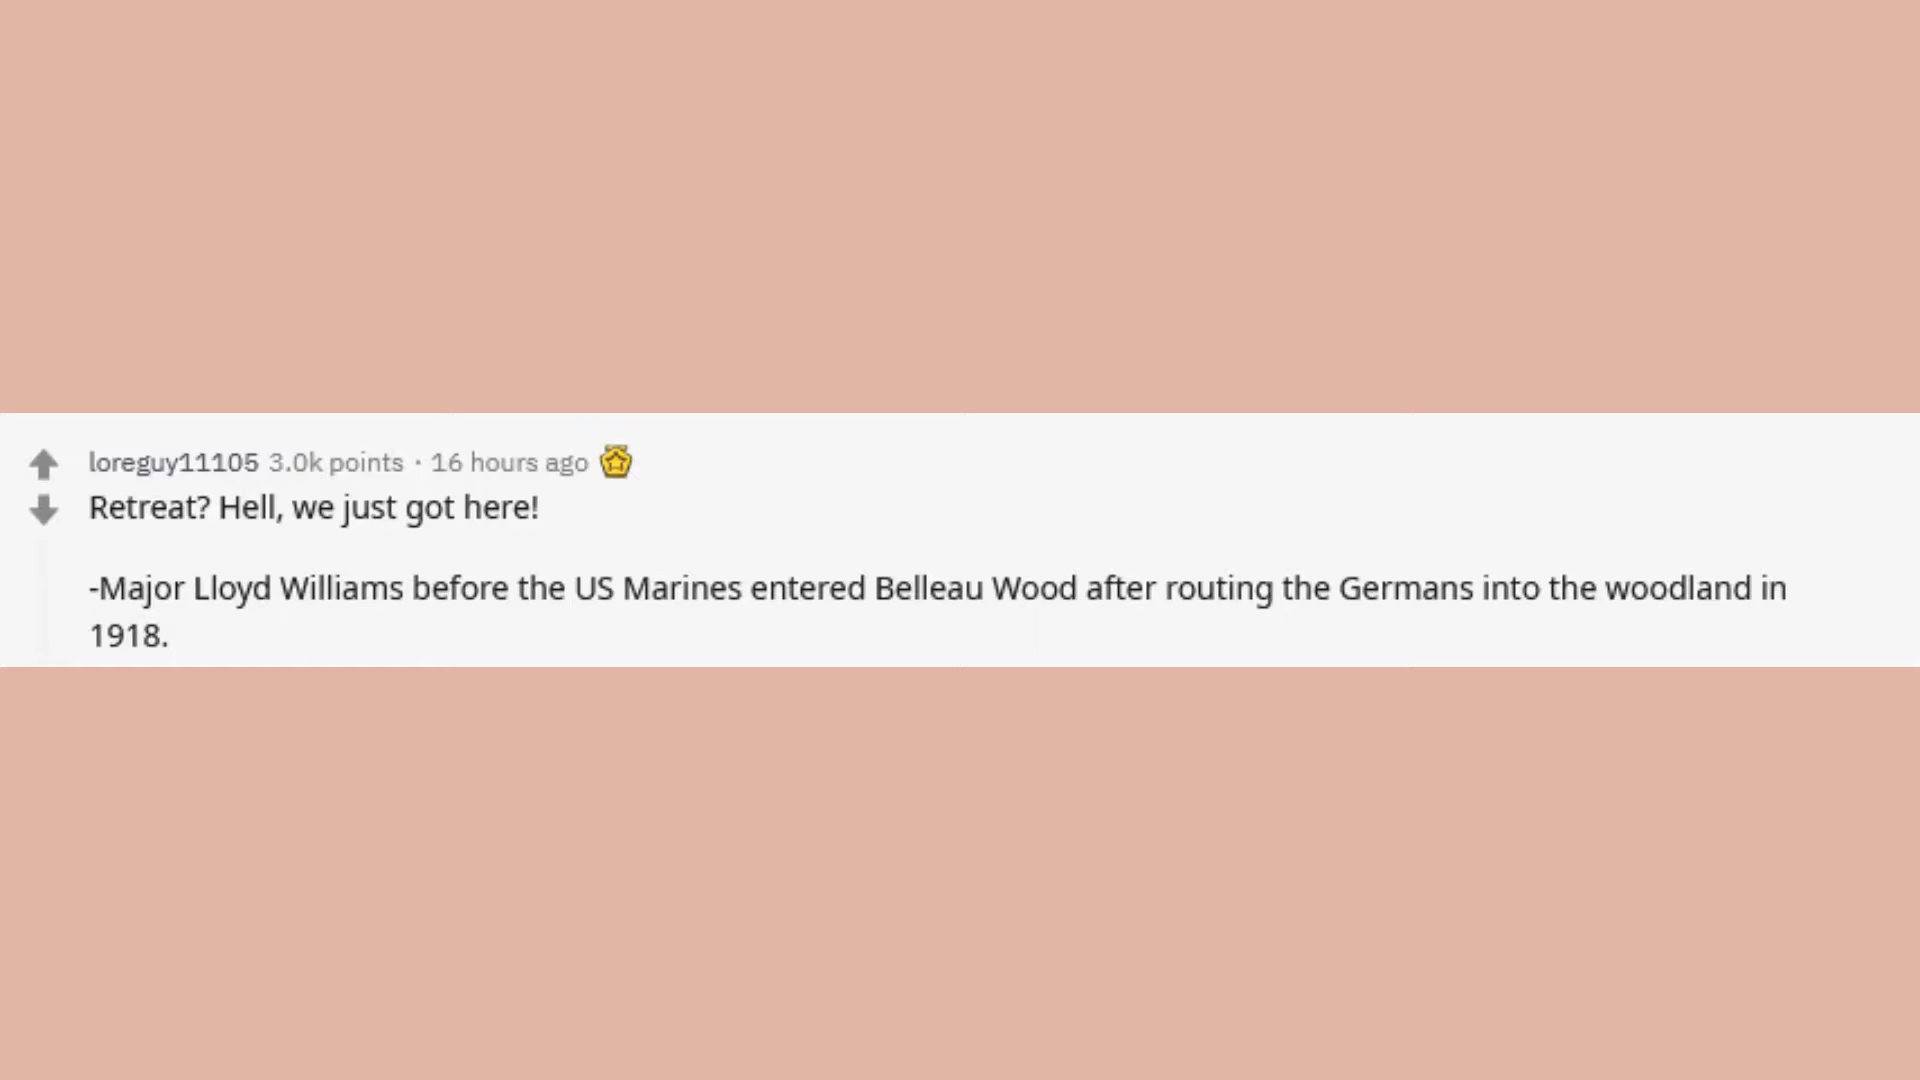 loreguy11105 3.0k points · 16 hours ago
Retreat? Hell, we just got here!
-Major Lloyd Williams before the US Marines entered Belleau Wood after routing the Germans into the woodland in
1918.